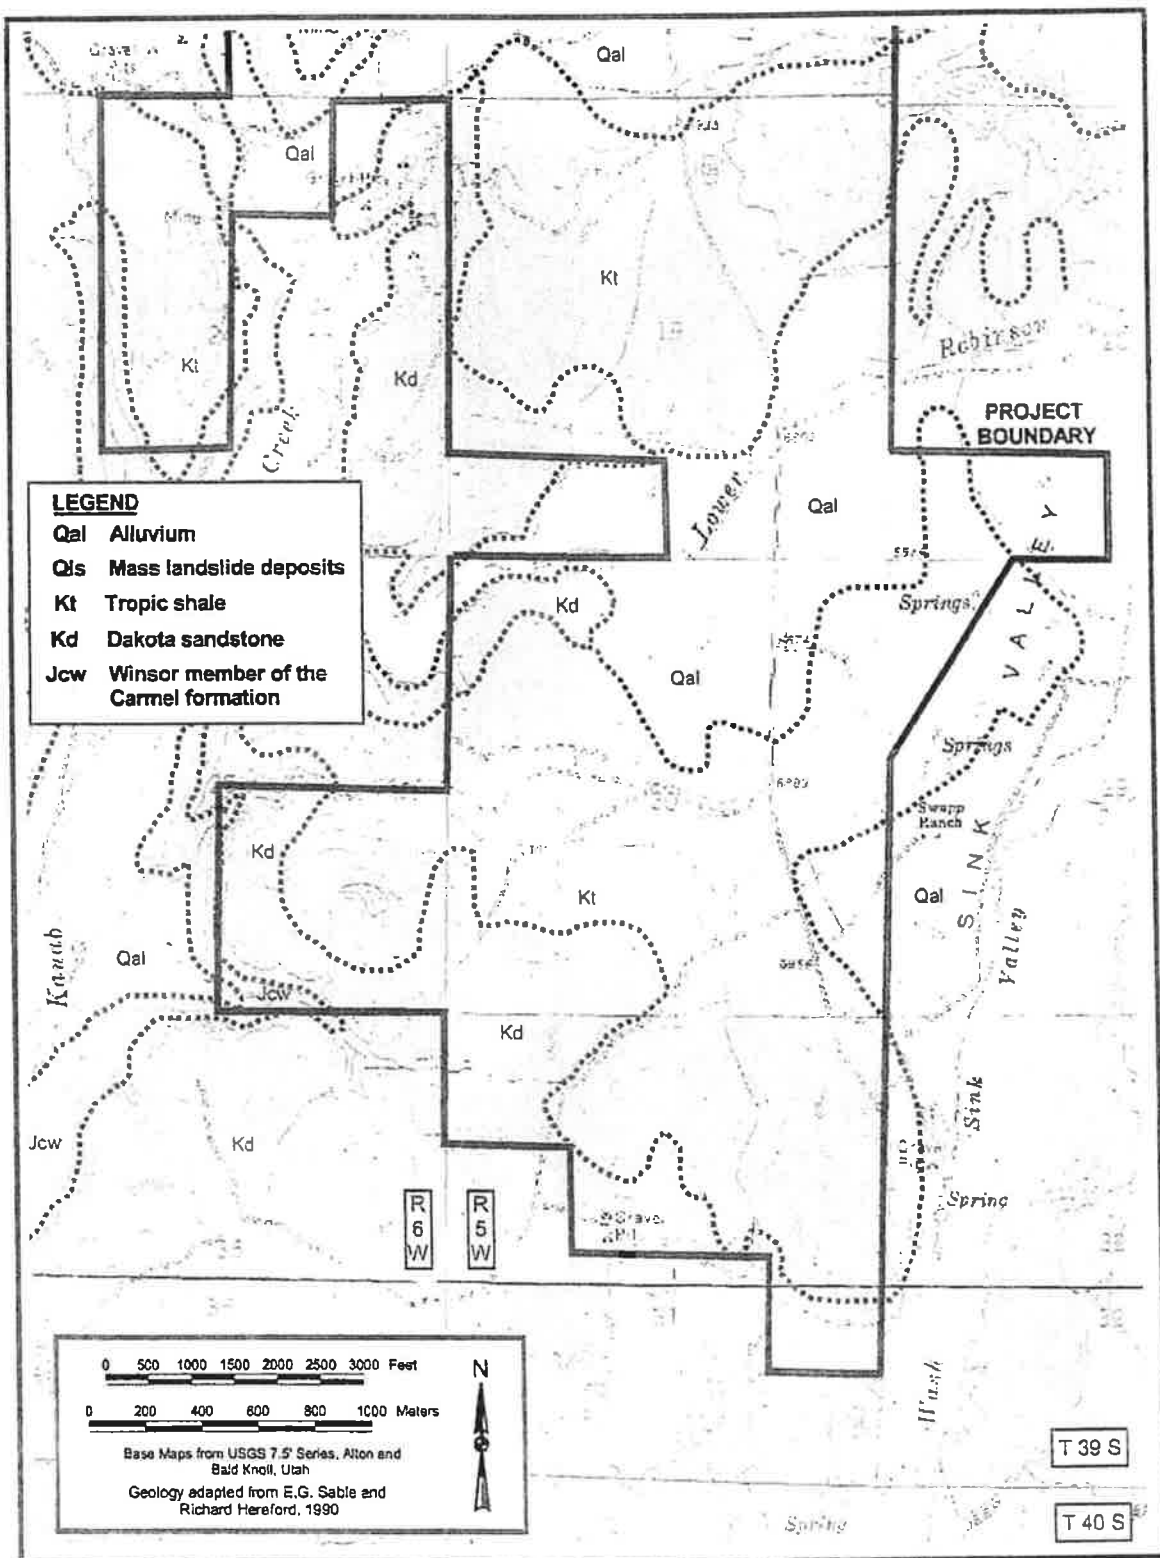 Qal
Qal
Kt
Kt
Kd
Robinson
PROJECT
BOUNDARY
Creek
Lower
Qal
LEGEND
Qal Alluvium
Qls Mass landslide deposits
Kt Tropic shale
Kd Dakota sandstone
Jcw Winsor member of the
Carmel formation
Kd
Springs
Qal
SINK VALLEY
Springs
Swapp
Ranch
Kd
Kt
Qal
Valley
Kanab
Qal
Jcw
Kd
Sink
Jcw
Kd
Spring
R
6
W
R
5
W
0 500 1000 1500 2000 2500 3000 Feet
0 200 400 600 800 1000 Meters
N
Base Maps from USGS 7.5' Series, Alton and
Bald Knoll, Utah
Geology adapted from E.G. Sable and
Richard Hereford, 1990
Wash
T 39 S
Spring
T 40 S